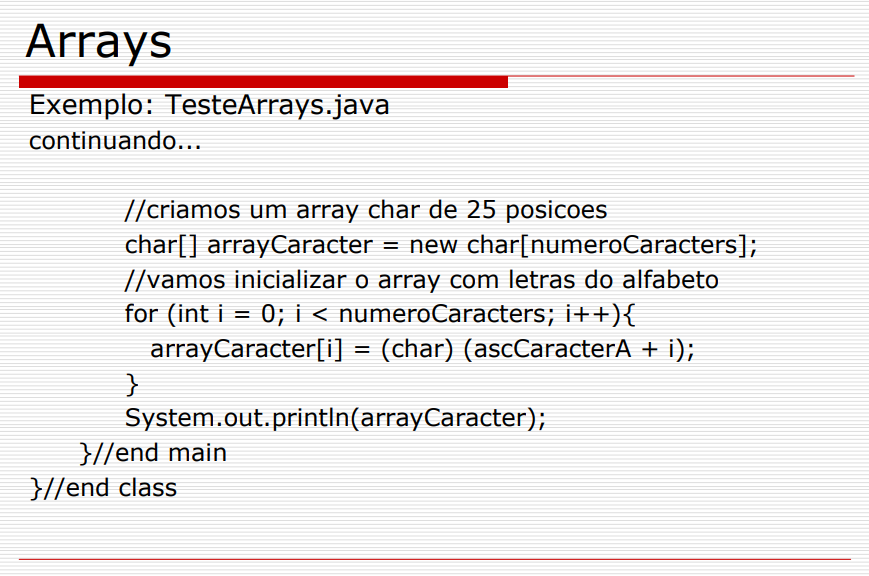 Arrays
Exemplo: TesteArrays.java
continuando...
//criamos um array char de 25 posicoes
char[] arrayCaracter = new char[numeroCaracters];
//vamos inicializar o array com letras do alfabeto
for (int i = 0; i < numeroCaracters; i++){
arrayCaracter[i] = (char) (ascCaracterA + i);
}
System.out.println(arrayCaracter);
}//end main
}//end class